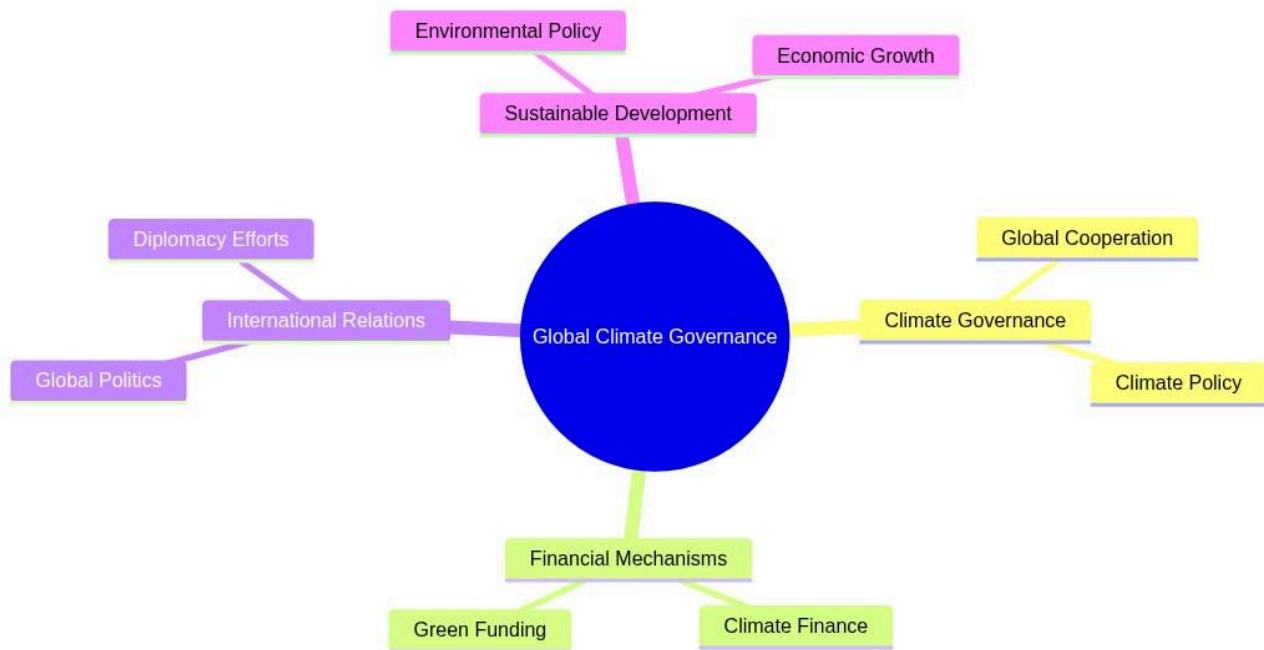 Environmental Policy
Economic Growth
Sustainable Development
Diplomacy Efforts
Global Cooperation
International Relations
Climate Governance
Global Climate Governance
Global Politics
Climate Policy
Financial Mechanisms
Green Funding
Climate Finance